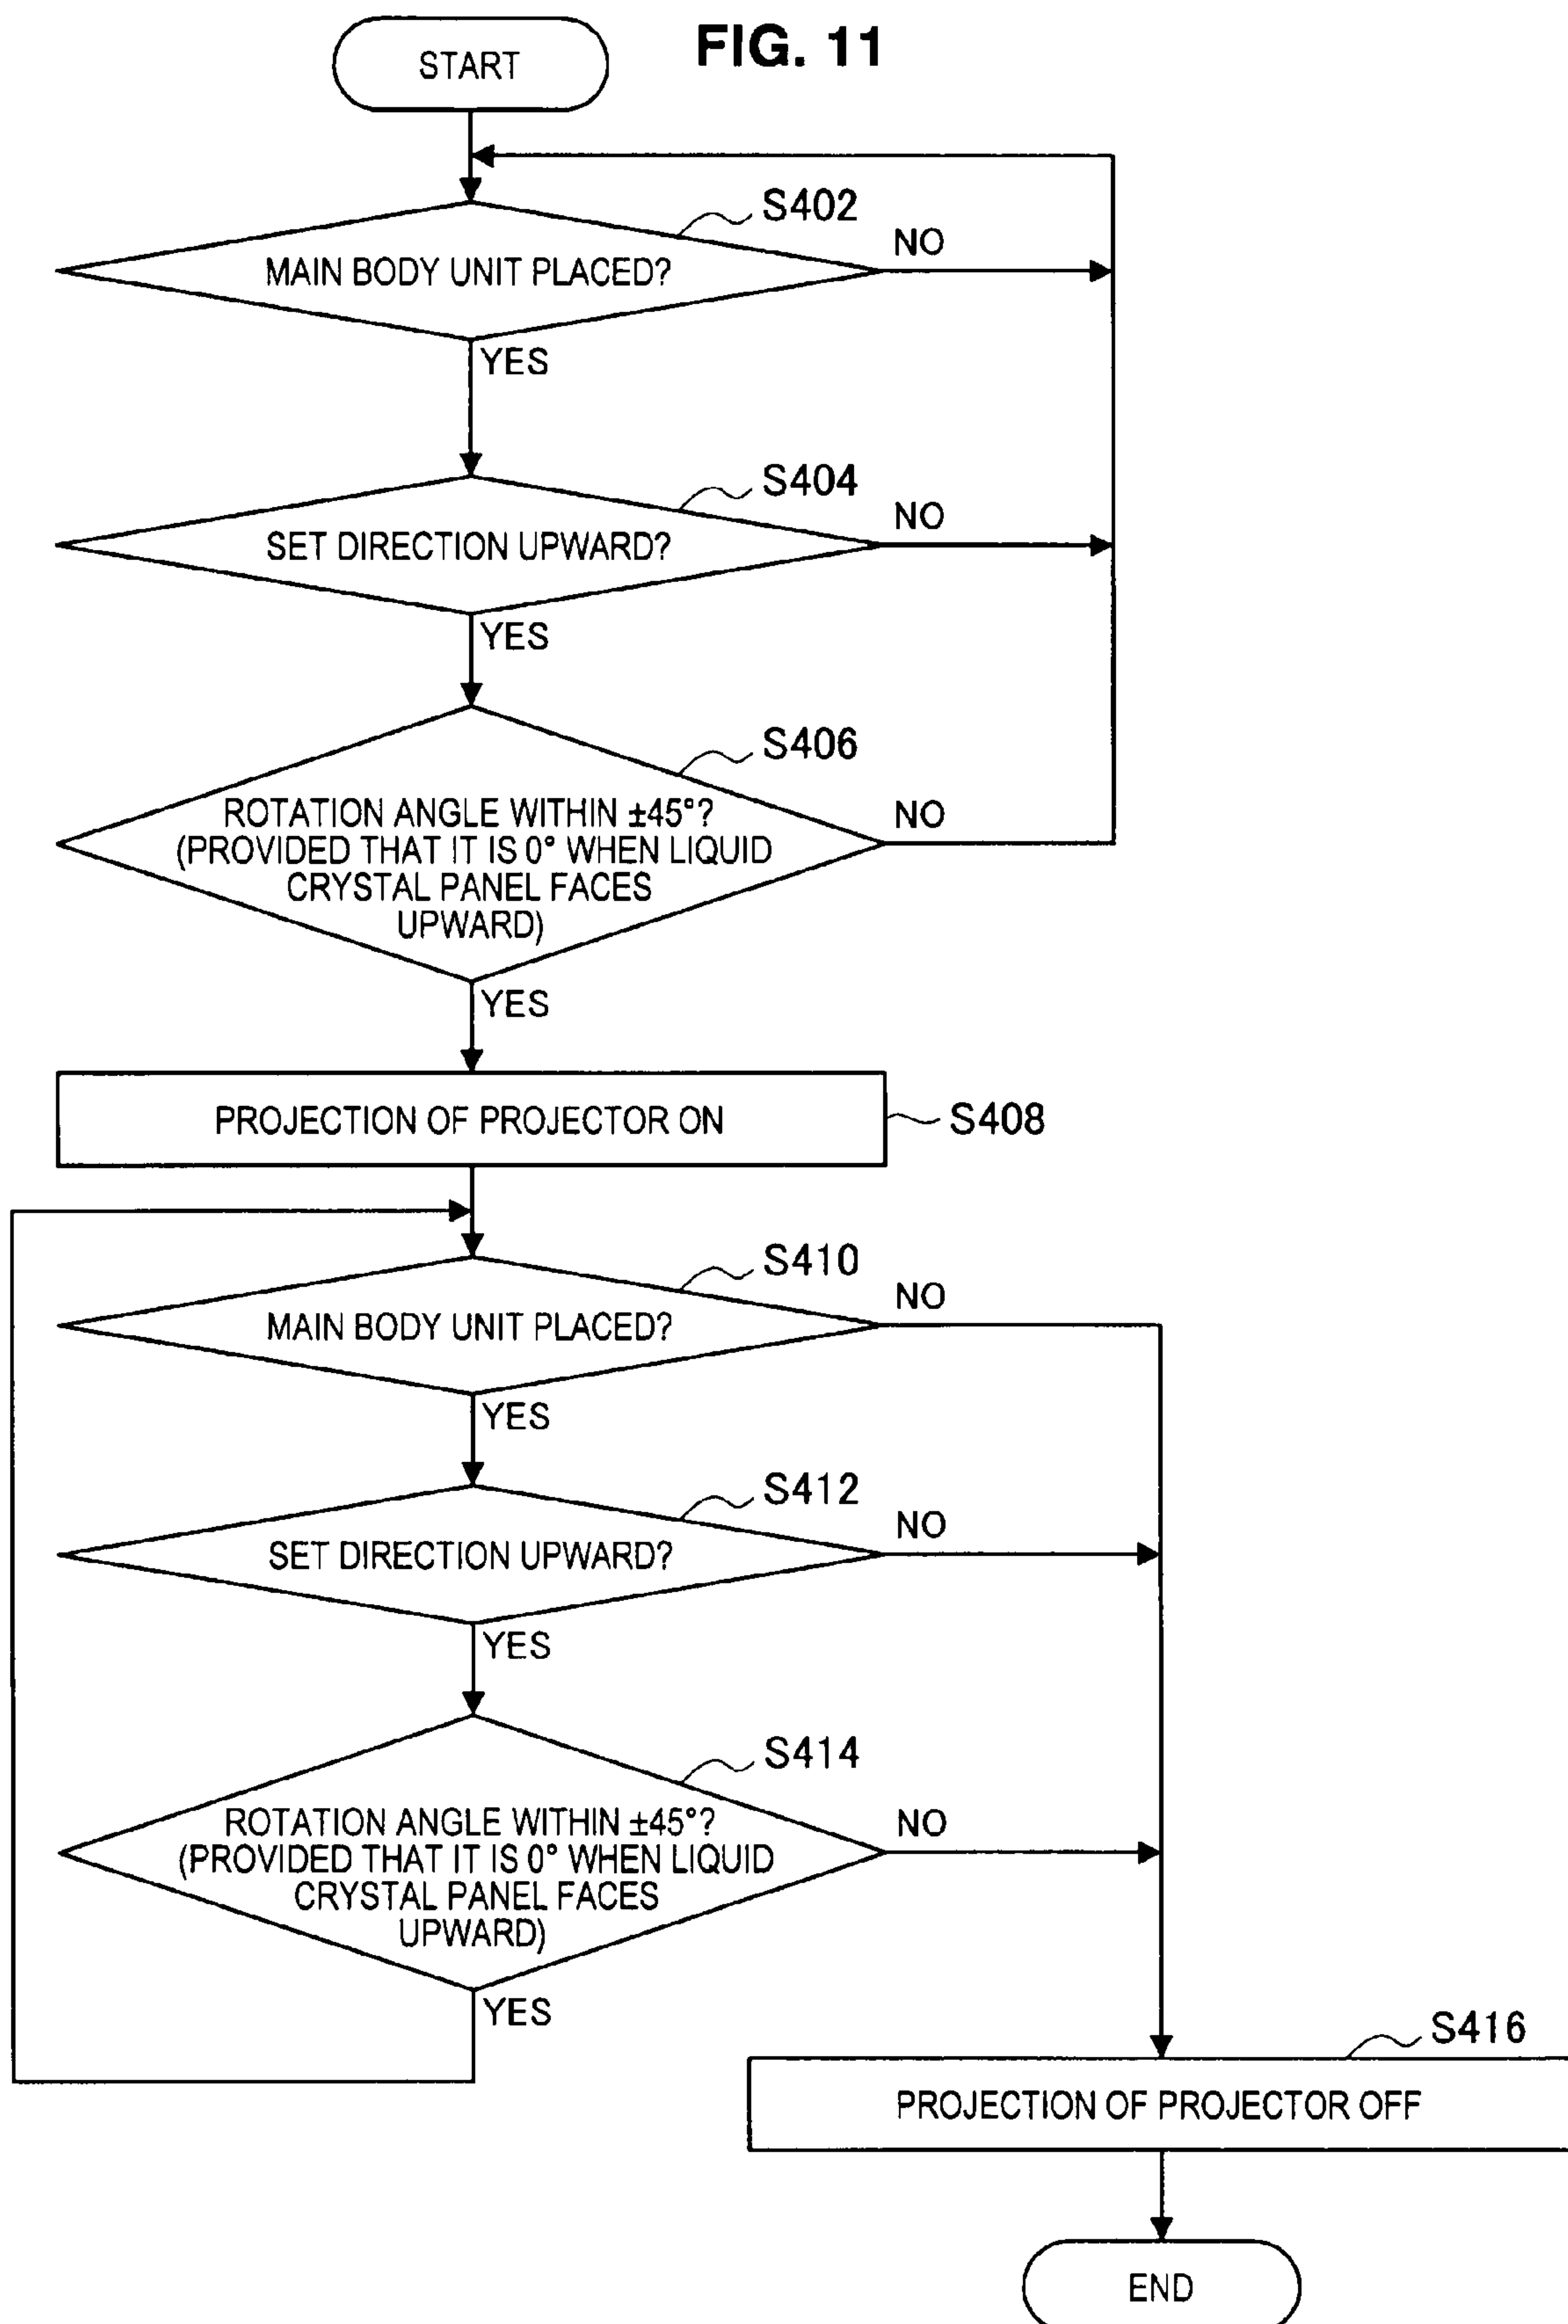 FIG. 11
START
S402
MAIN BODY UNIT PLACED?
NO
YES
S404
SET DIRECTION UPWARD?
NO
YES
S406
ROTATION ANGLE WITHIN ±45°?
(PROVIDED THAT IT IS 0° WHEN LIQUID
CRYSTAL PANEL FACES
UPWARD)
NO
YES
PROJECTION OF PROJECTOR ON
S408
S410
MAIN BODY UNIT PLACED?
NO
YES
S412
SET DIRECTION UPWARD?
NO
YES
S414
ROTATION ANGLE WITHIN ±45°?
(PROVIDED THAT IT IS 0° WHEN LIQUID
CRYSTAL PANEL FACES
UPWARD)
NO
YES
S416
PROJECTION OF PROJECTOR OFF
END